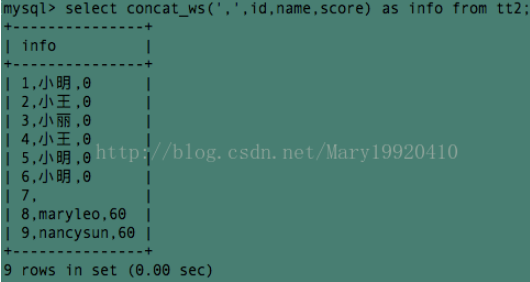 mysql> select concat_ws(',',id,name,score) as info from tt2;
+---------------+
| info          |
+---------------+
| 1,小明,0      |
| 2,小王,0      |
| 3,小丽,0      |
| 4,小王,0      |
| 5,小明,0      |
| 6,小明,0      |
| 7,            |
| 8,maryleo,60  |
| 9,nancysun,60 |
+---------------+
9 rows in set (0.00 sec)
http://blog.csdn.net/Mary19920410